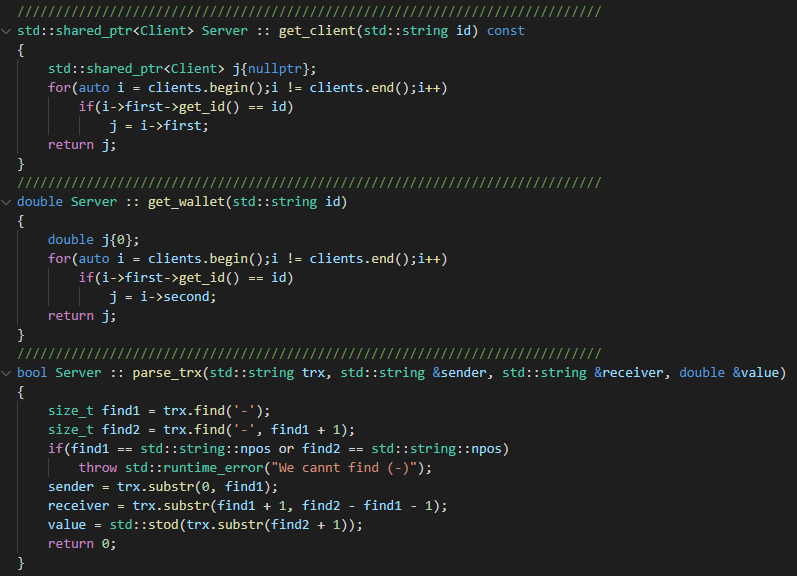 ////////////////////////////////////////////////////////////////////////////
std::shared_ptr<Client> Server :: get_client(std::string id) const
{
    std::shared_ptr<Client> j{nullptr};
    for(auto i = clients.begin();i != clients.end();i++)
        if(i->first->get_id() == id)
            j = i->first;
    return j;
}
////////////////////////////////////////////////////////////////////////////
double Server :: get_wallet(std::string id)
{
    double j{0};
    for(auto i = clients.begin();i != clients.end();i++)
        if(i->first->get_id() == id)
            j = i->second;
    return j;
}
////////////////////////////////////////////////////////////////////////////
bool Server :: parse_trx(std::string trx, std::string &sender, std::string &receiver, double &value)
{
    size_t find1 = trx.find('-');
    size_t find2 = trx.find('-', find1 + 1);
    if(find1 == std::string::npos or find2 == std::string::npos)
        throw std::runtime_error("We cannt find (-)");
    sender = trx.substr(0, find1);
    receiver = trx.substr(find1 + 1, find2 - find1 - 1);
    value = std::stod(trx.substr(find2 + 1));
    return 0;
}